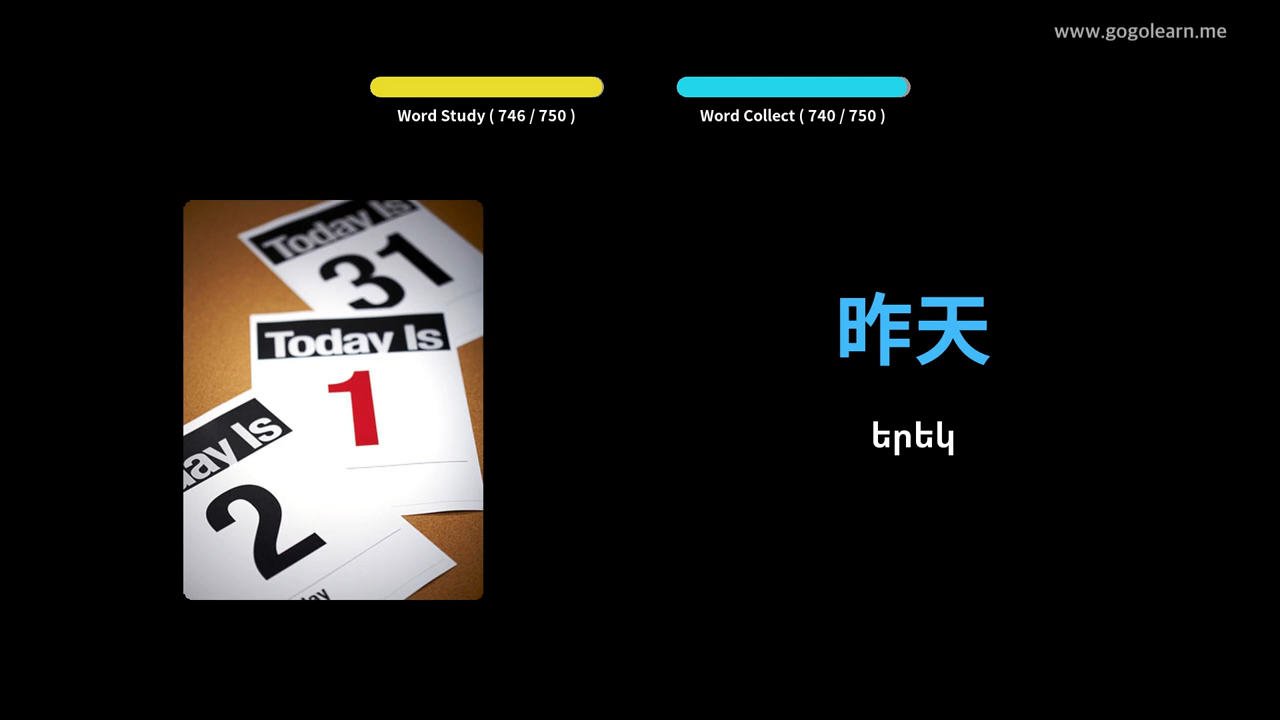 www.gogolearn.me
Word Study ( 746 / 750 )
Word Collect ( 740 / 750 )
Today Is
31
Today Is
1
ay Is
2
day
昨天
երեկ